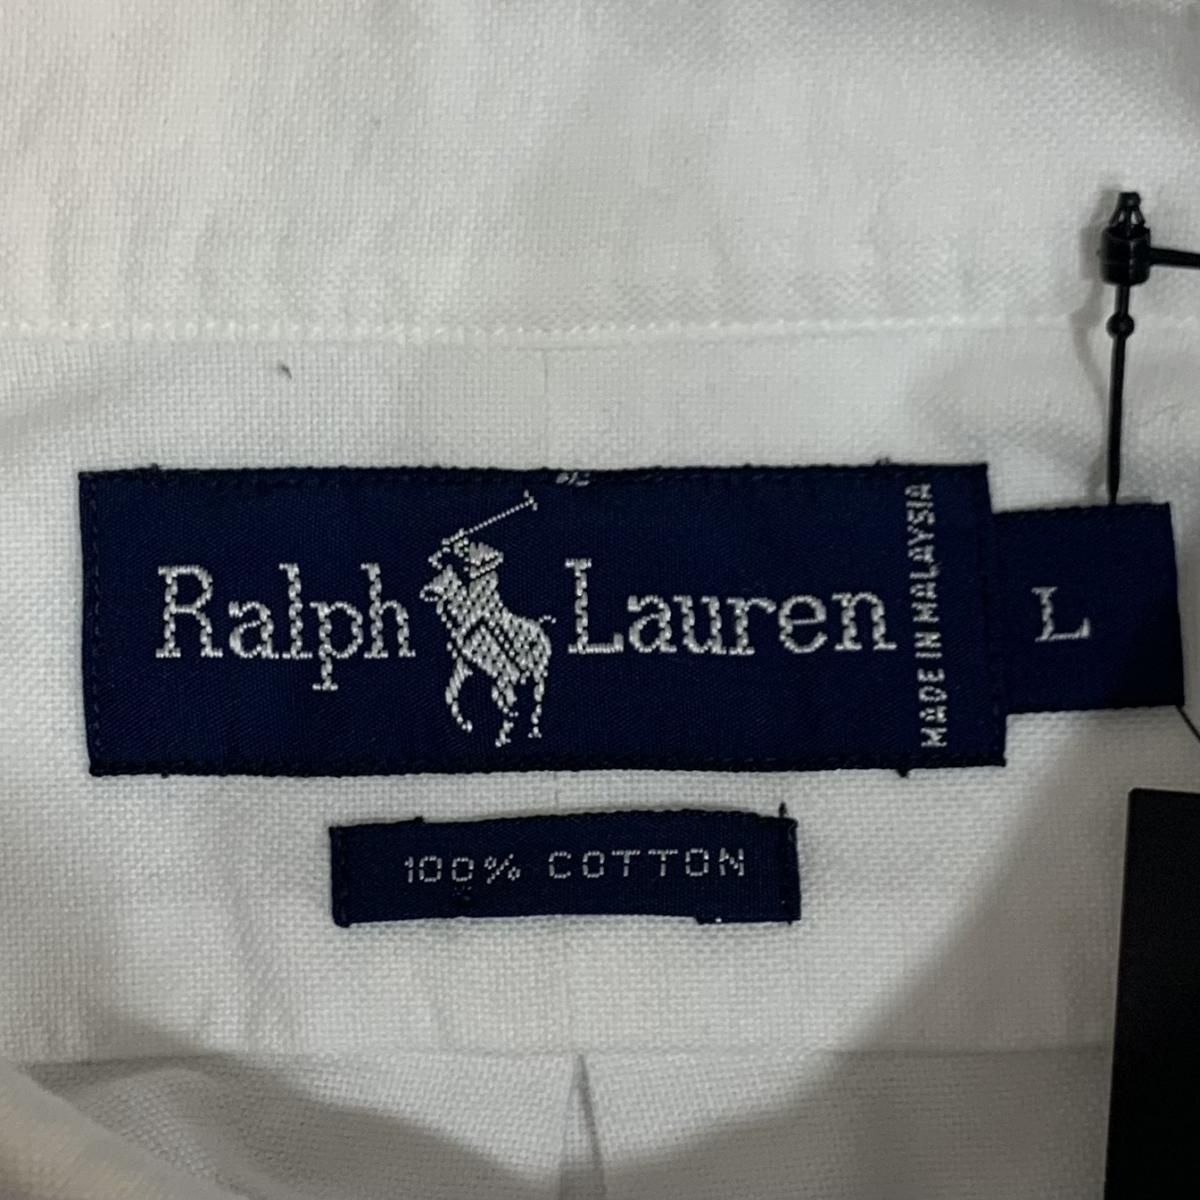 Ralph Lauren
MADE IN MALAYSIA
L
100% COTTON